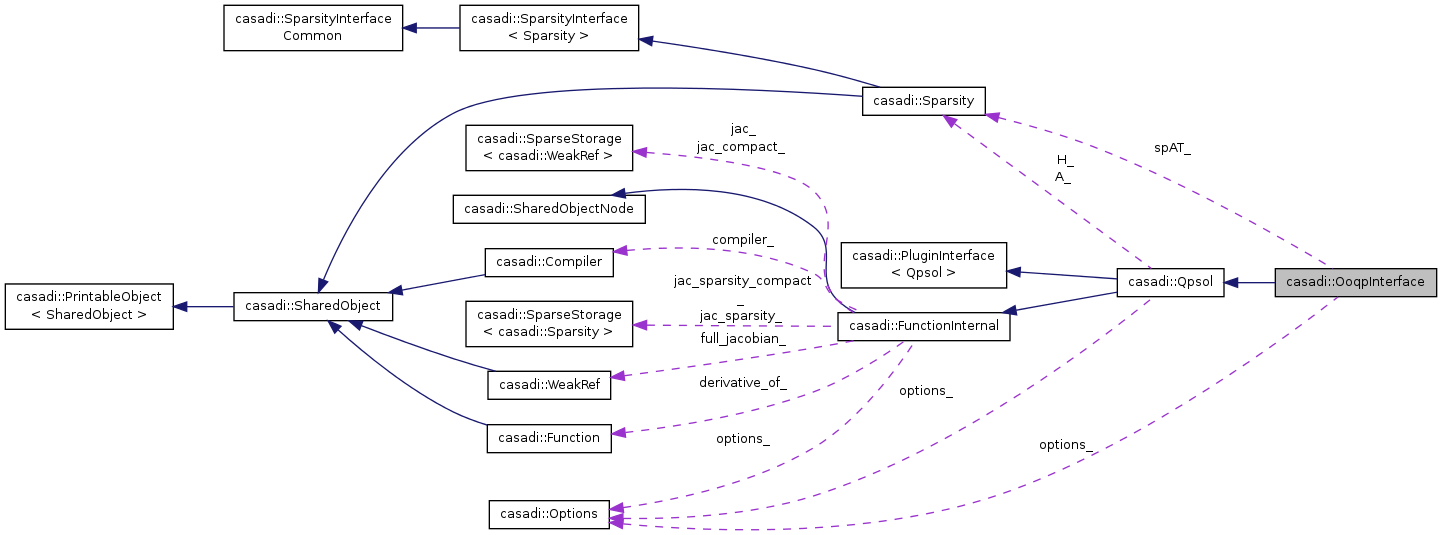 casadi::SparsityInterface
Common
casadi::SparsityInterface
< Sparsity >
casadi::Sparsity
jac_
jac_compact_
casadi::SparseStorage
< casadi::WeakRef >
spAT_
H_
A_
casadi::SharedObjectNode
compiler_
casadi::PluginInterface
< Qpsol >
casadi::Compiler
jac_sparsity_compact
_
jac_sparsity_
casadi::Qpsol
casadi::OoqpInterface
casadi::PrintableObject
< SharedObject >
casadi::SharedObject
casadi::SparseStorage
< casadi::Sparsity >
casadi::FunctionInternal
full_jacobian_
casadi::WeakRef
derivative_of_
options_
casadi::Function
options_
options_
casadi::Options